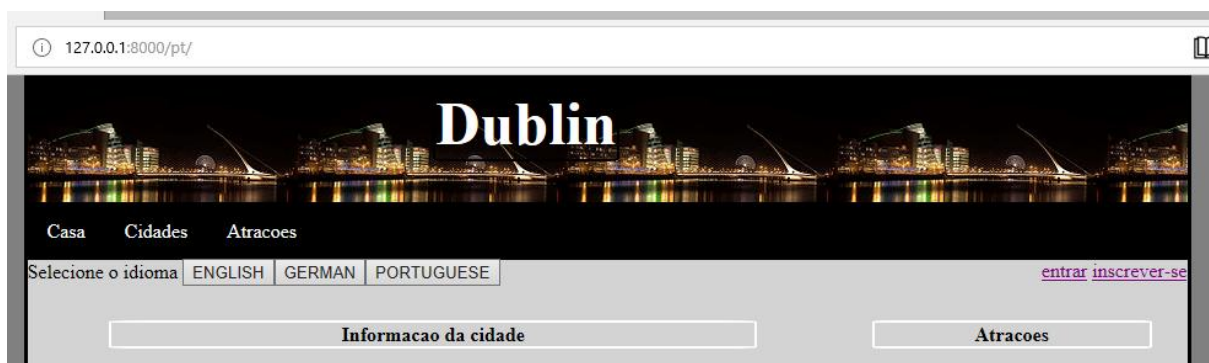 127.0.0.1:8000/pt/
Dublin
Casa Cidades Atracoes
Selecione o idioma ENGLISH GERMAN PORTUGUESE entrar inscrever-se
Informacao da cidade Atracoes